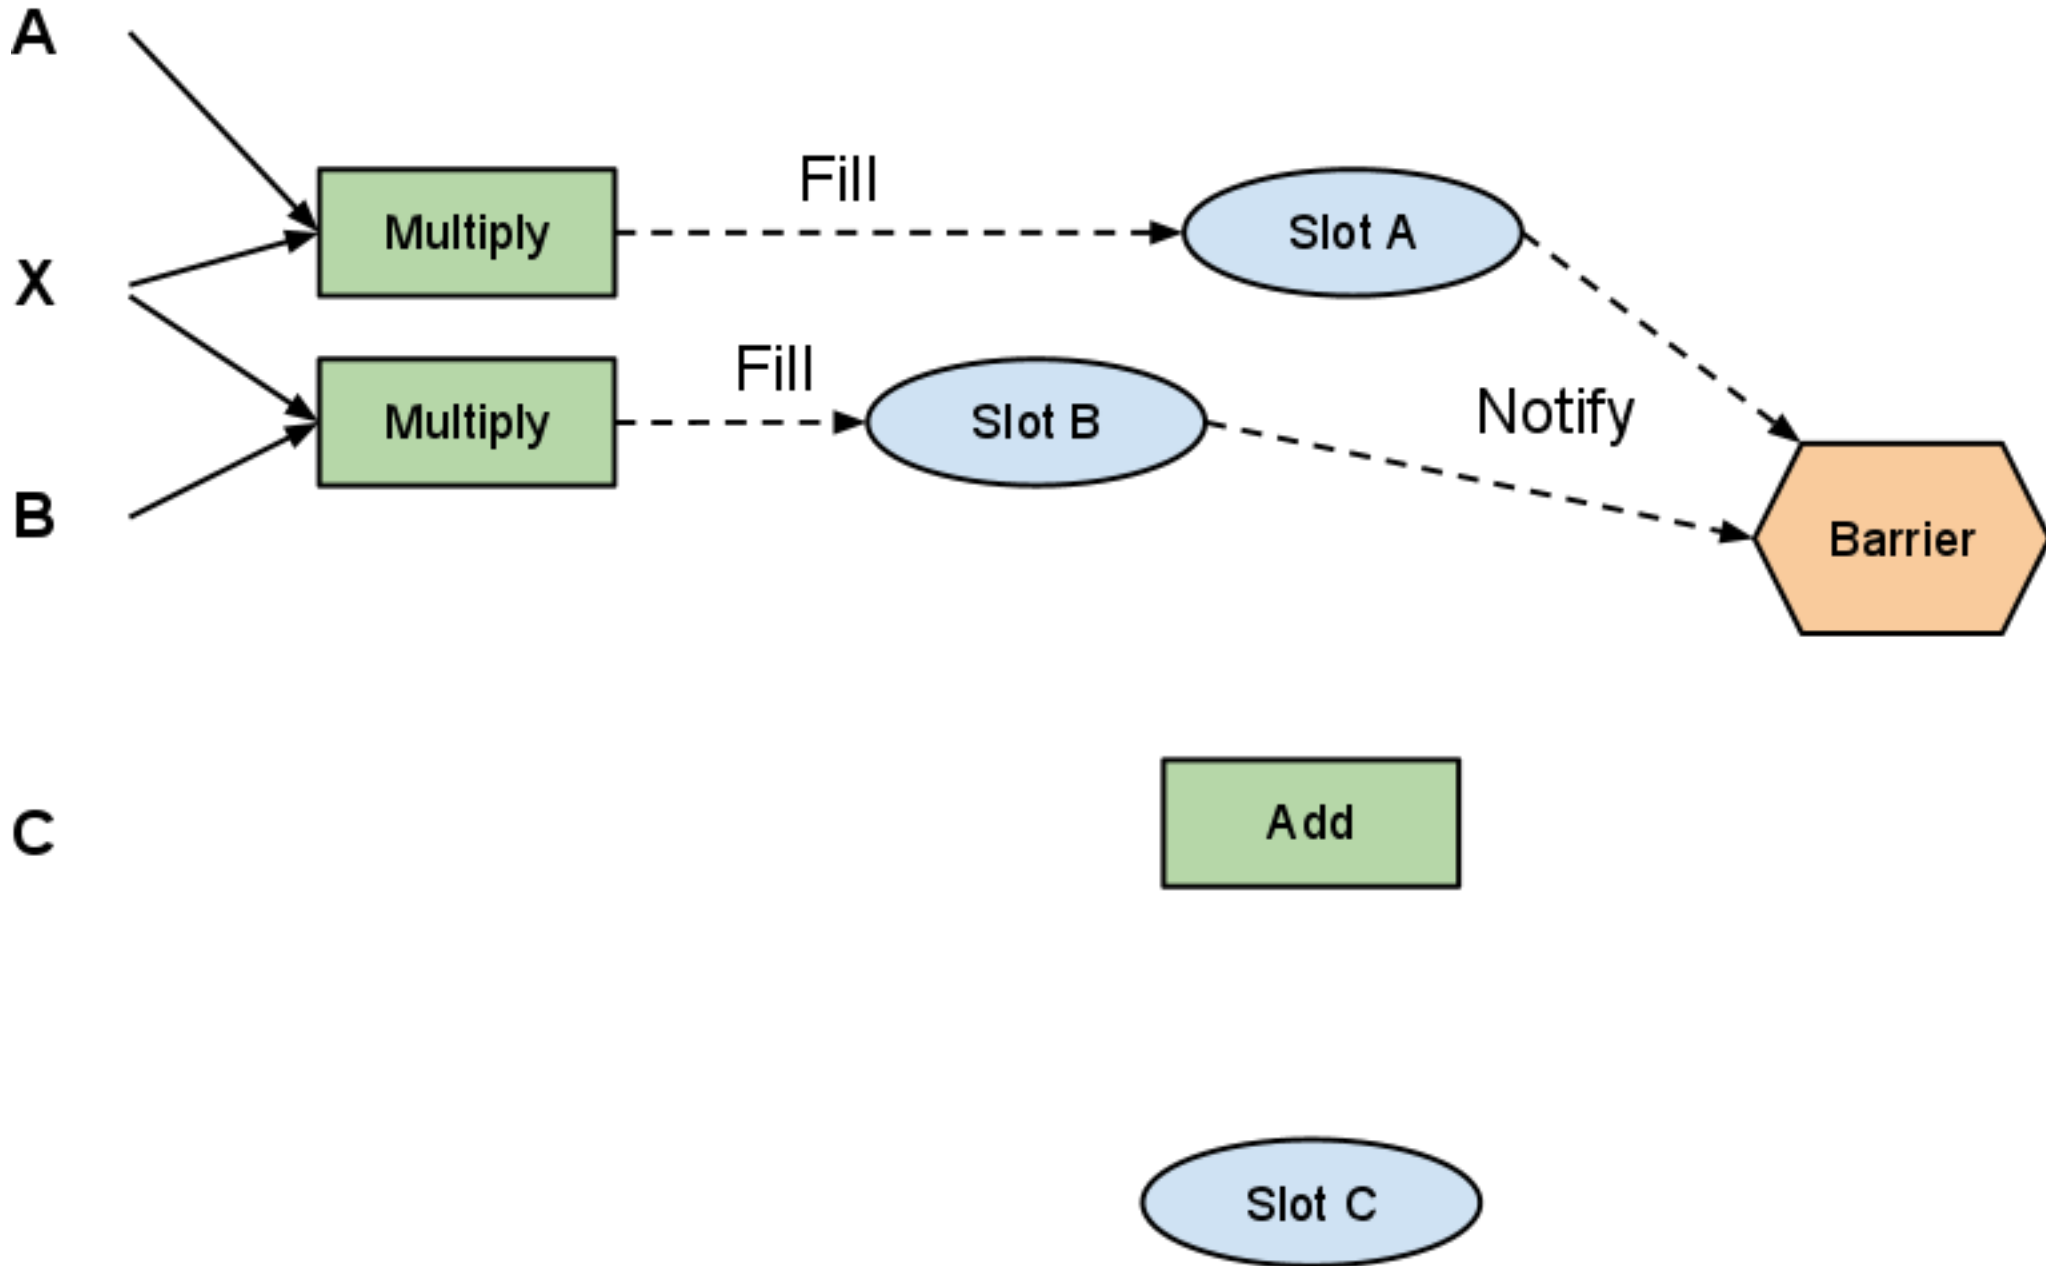 A
Fill
Multiply
Slot A
X
Fill
Multiply
Slot B
Notify
B
Barrier
C
Add
Slot C